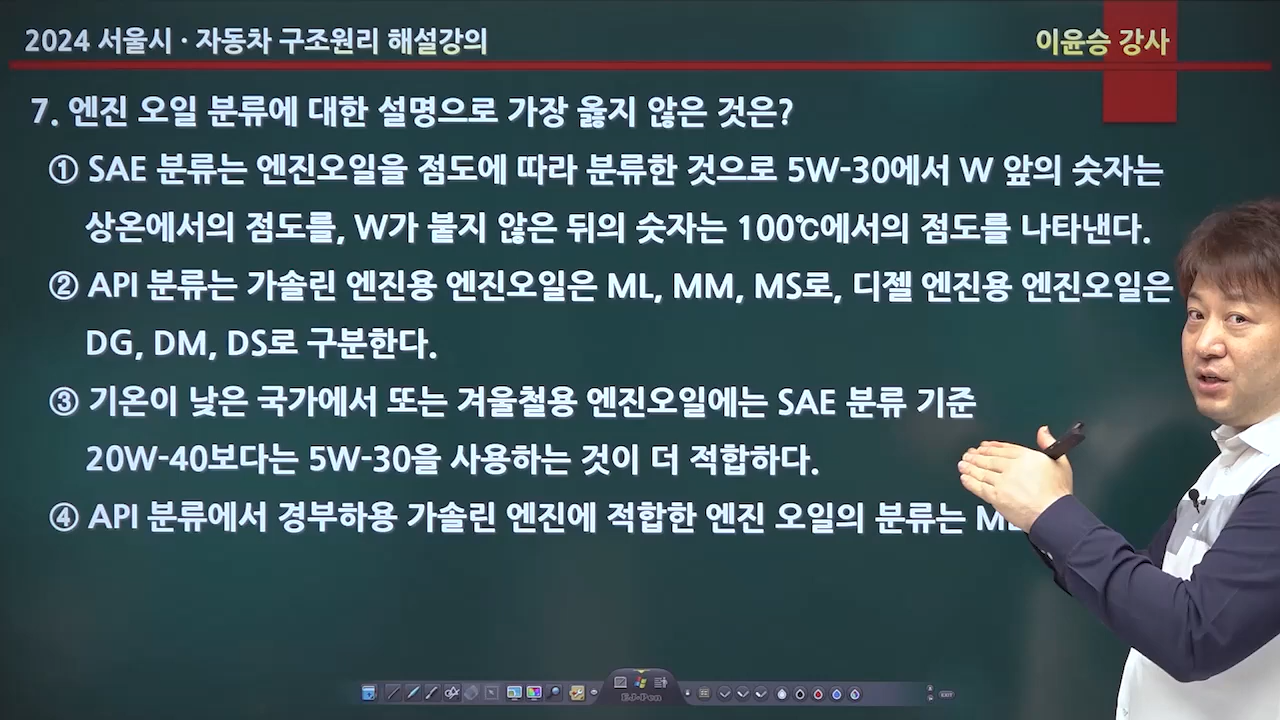 2024 서울시 · 자동차 구조원리 해설강의
이윤승 강사
7. 엔진 오일 분류에 대한 설명으로 가장 옳지 않은 것은?
① SAE 분류는 엔진오일을 점도에 따라 분류한 것으로 5W-30에서 W 앞의 숫자는
상온에서의 점도를, W가 붙지 않은 뒤의 숫자는 100℃에서의 점도를 나타낸다.
② API 분류는 가솔린 엔진용 엔진오일은 ML, MM, MS로, 디젤 엔진용 엔진오일은
DG, DM, DS로 구분한다.
③ 기온이 낮은 국가에서 또는 겨울철용 엔진오일에는 SAE 분류 기준
20W-40보다는 5W-30을 사용하는 것이 더 적합하다.
④ API 분류에서 경부하용 가솔린 엔진에 적합한 엔진 오일의 분류는
EJ-Pen
EXIT